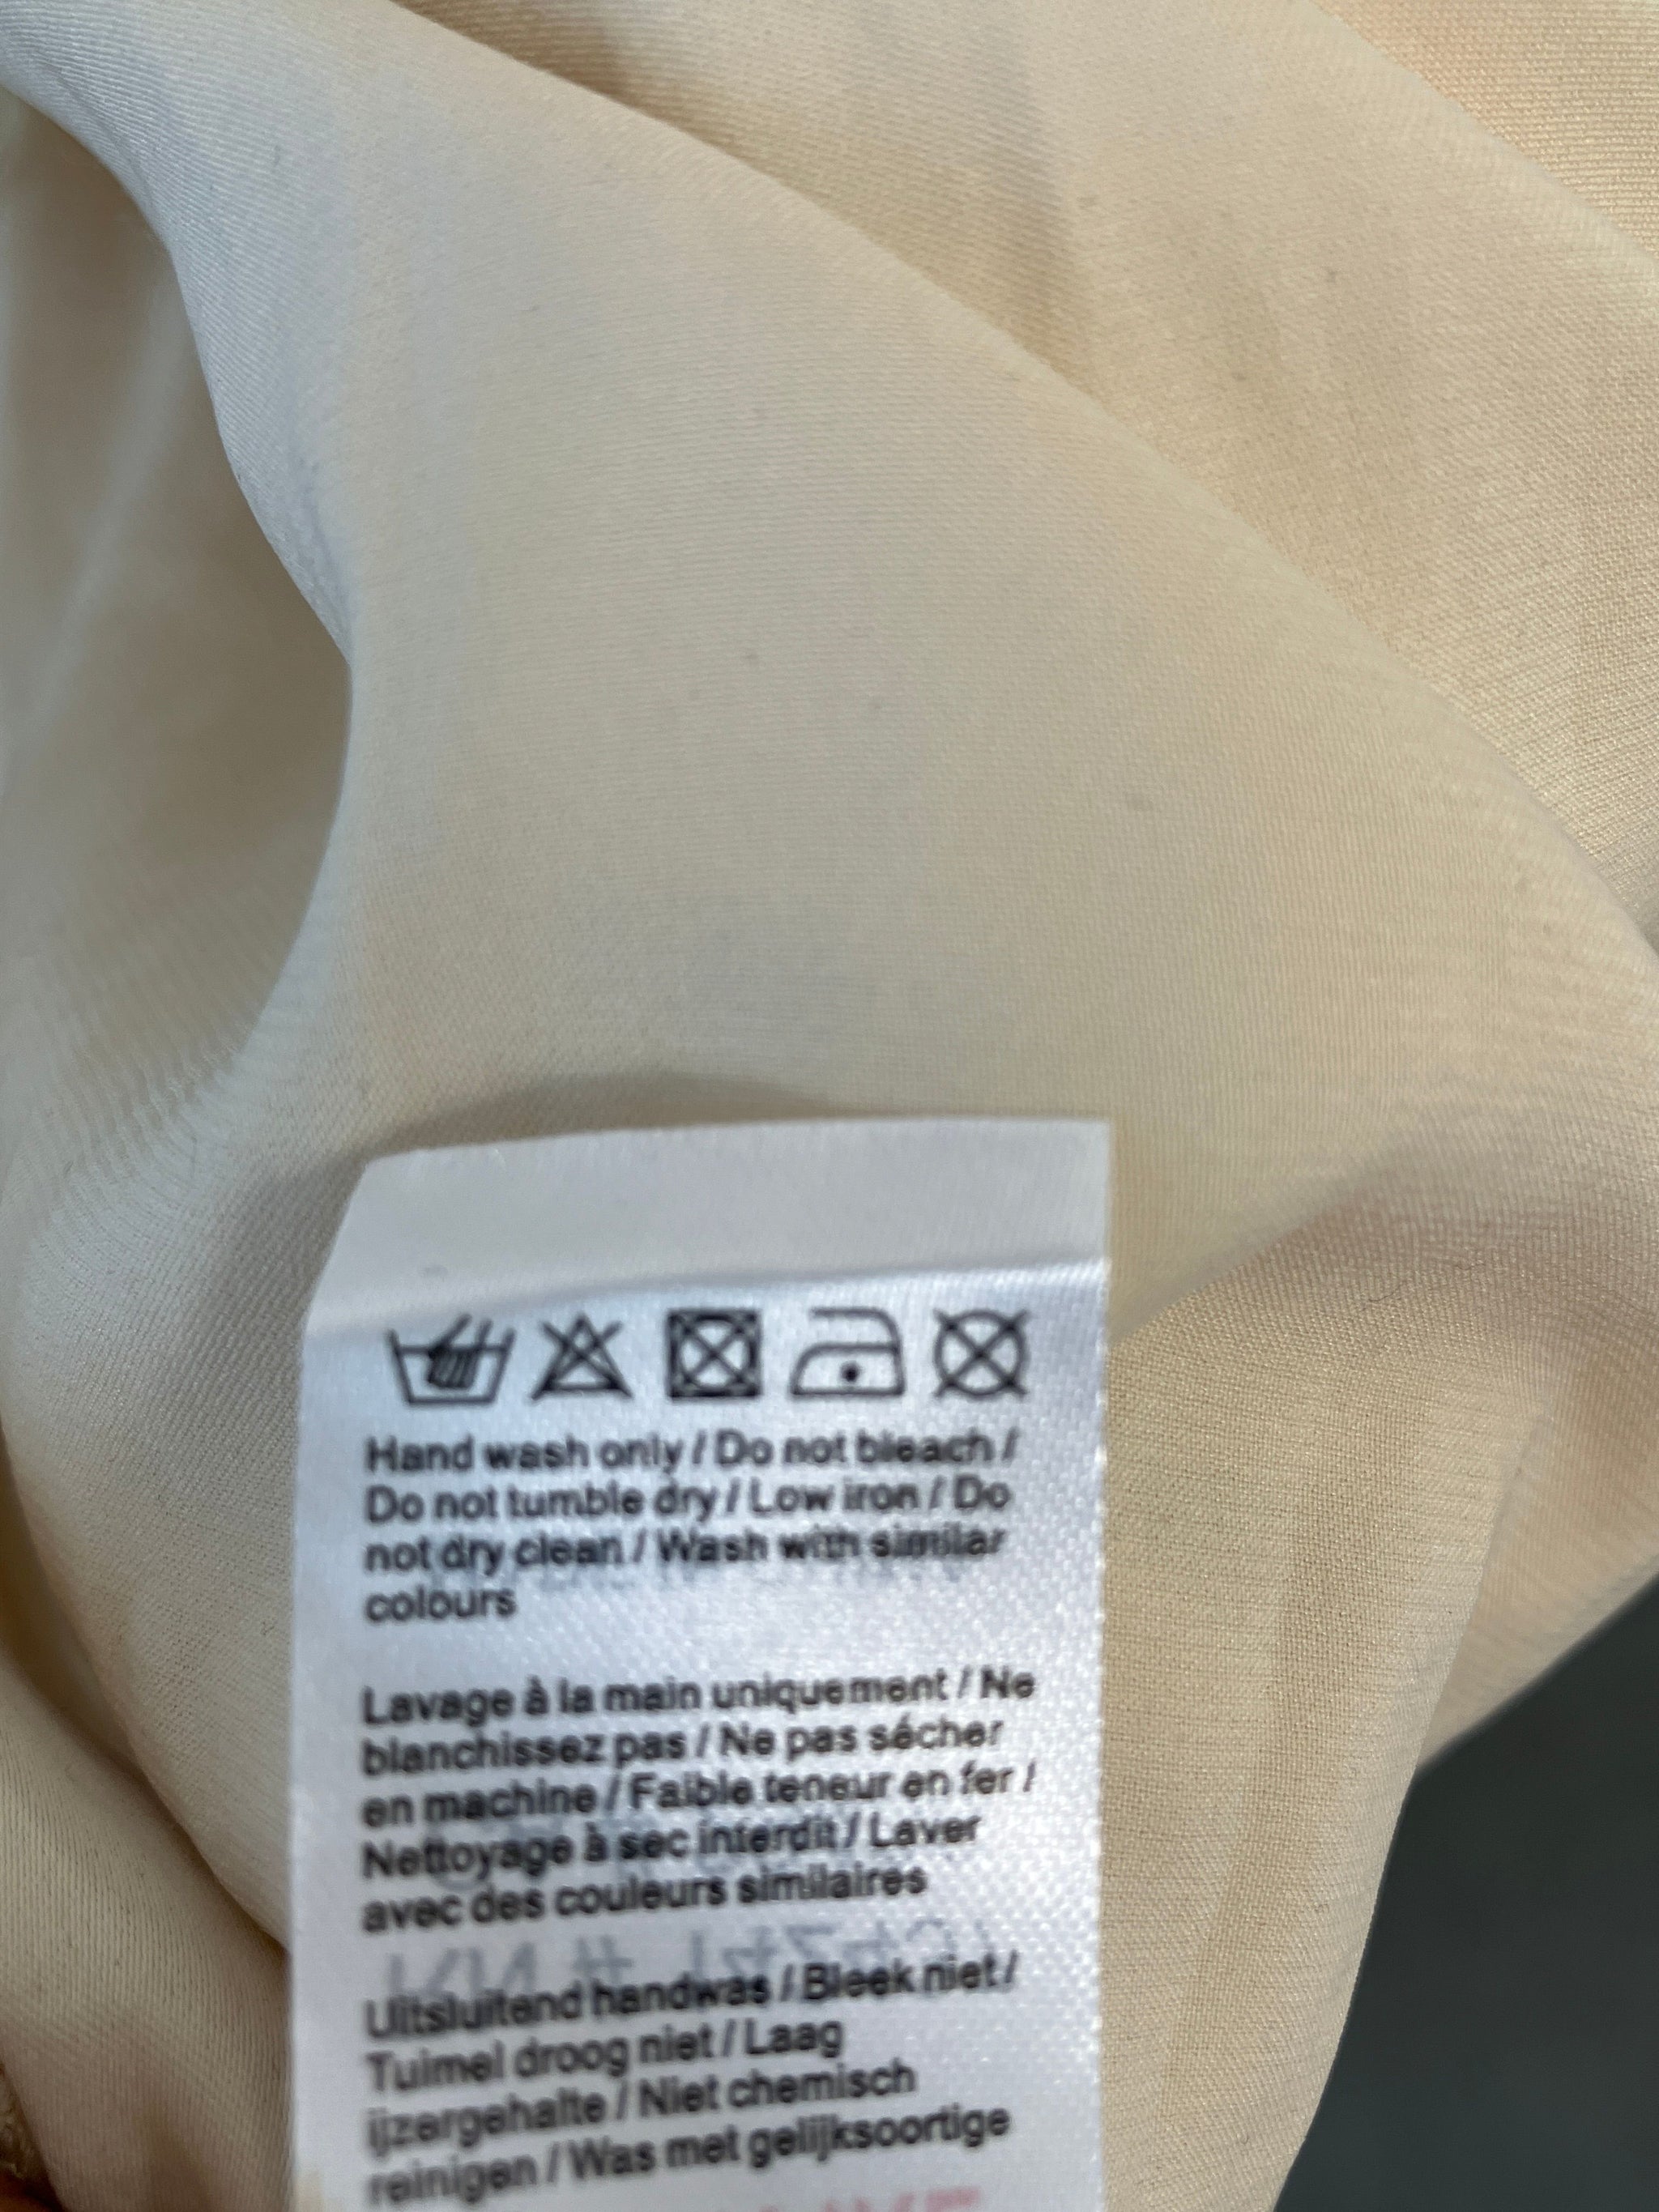 Hand wash only / Do not bleach /
Do not tumble dry / Low iron / Do
not dry clean / Wash with similar
colours
Lavage à la main uniquement / Ne
blanchissez pas / Ne pas sécher
en machine / Faible teneur en fer /
Nettoyage à sec interdit / Laver
avec des couleurs similaires
Uitsluitend handwas / Bleek niet /
Tuimel droog niet / Laag
ijzergehalte / Niet chemisch
reinigen / Was met gelijksoortige